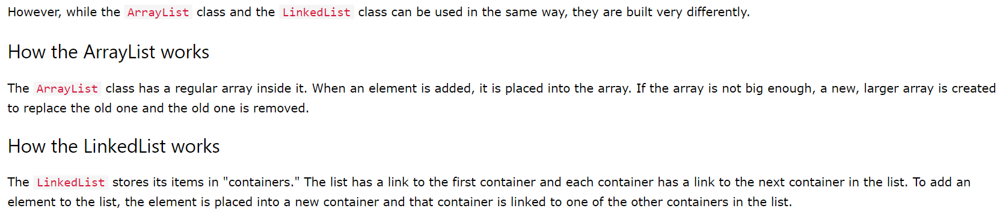 However, while the ArrayList class and the LinkedList class can be used in the same way, they are built very differently.
How the ArrayList works
The ArrayList class has a regular array inside it. When an element is added, it is placed into the array. If the array is not big enough, a new, larger array is created
to replace the old one and the old one is removed.
How the LinkedList works
The LinkedList stores its items in "containers." The list has a link to the first container and each container has a link to the next container in the list. To add an
element to the list, the element is placed into a new container and that container is linked to one of the other containers in the list.